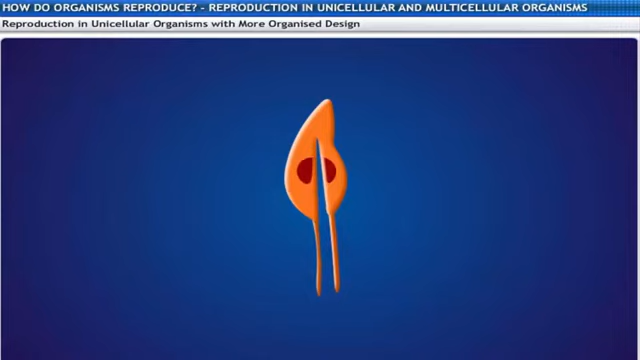 HOW DO ORGANISMS REPRODUCE? - REPRODUCTION IN UNICELLULAR AND MULTICELLULAR ORGANISMS
Reproduction in Unicellular Organisms with More Organised Design